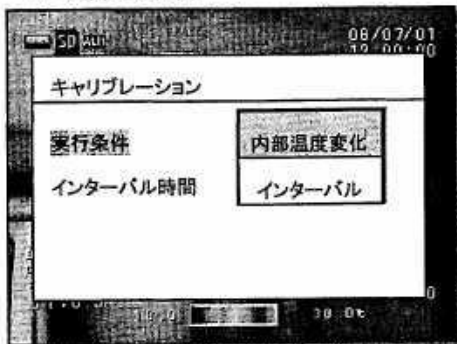 SD AUT 08/07/01
12:00:00
キャリブレーション
実行条件
内部温度変化
インターバル時間
インターバル
30.0℃